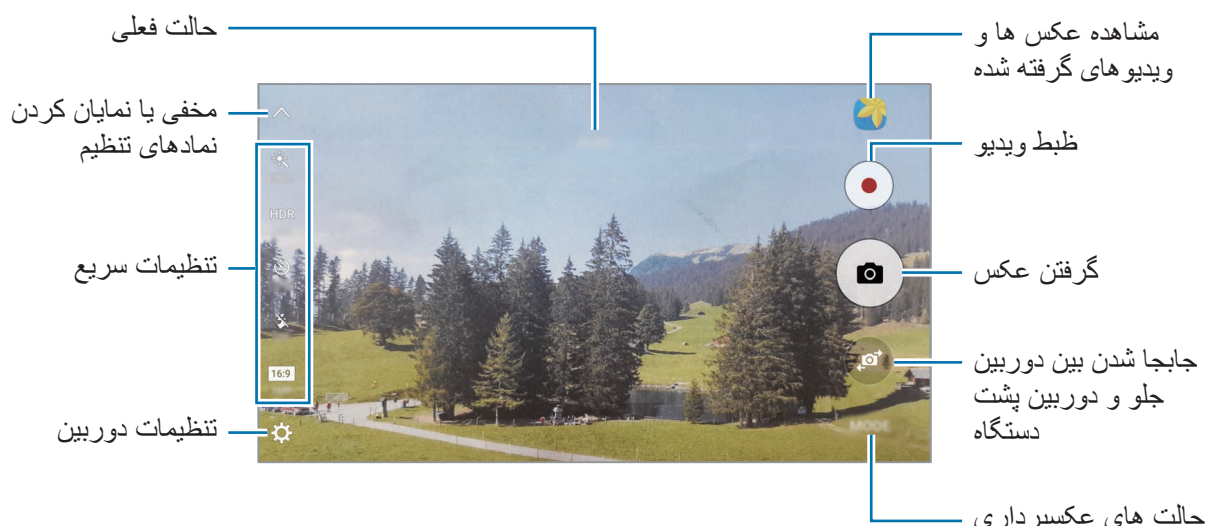 حالت فعلی
مشاهده عکس ها و
ویدیوهای گرفته شده
مخفی یا نمایان کردن
نمادهای تنظیم
ظبط ویدیو
HDR
تنظیمات سریع
گرفتن عکس
16:9
جابجا شدن بین دوربین
جلو و دوربین پشت
دستگاه
تنظیمات دوربین
MODE
حالت های عکسبرداری